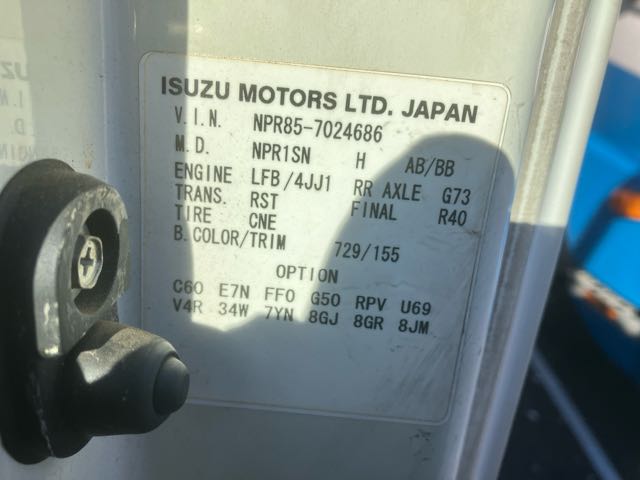 ISUZU MOTORS LTD. JAPAN
V.I.N. NPR85-7024686
M.D. NPR1SN H AB/BB
ENGINE LFB/4JJ1 RR AXLE G73
TRANS. RST FINAL R40
TIRE CNE
B.COLOR/TRIM 729/155
OPTION
C60 E7N FF0 G50 RPV U69
V4R 34W 7YN 8GJ 8GR 8JM